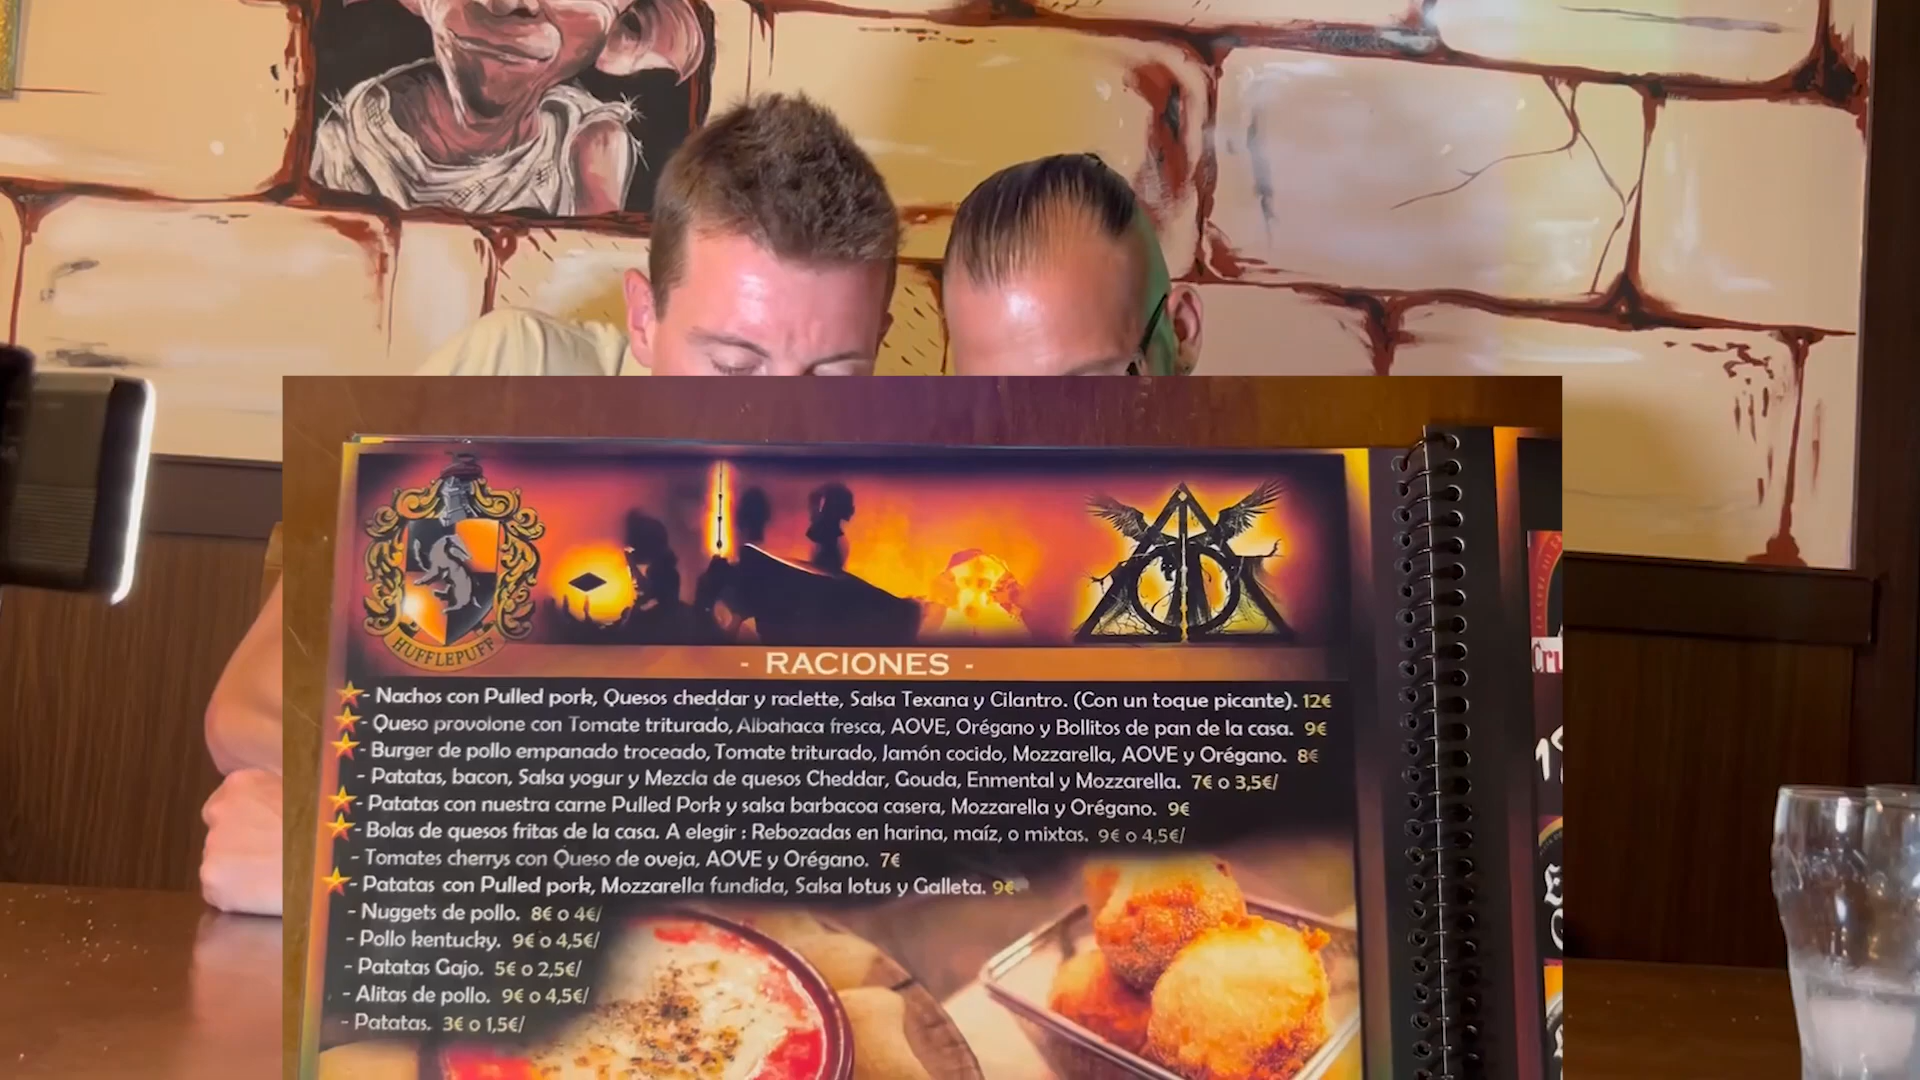 HUFFLEPUFF
- RACIONES -
- Nachos con Pulled pork, Quesos cheddar y raclette, Salsa Texana y Cilantro. (Con un toque picante). 12€
- Queso provolone con Tomate triturado, Albahaca fresca, AOVE, Orégano y Bollitos de pan de la casa. 9€
- Burger de pollo empanado troceado, Tomate triturado, Jamón cocido, Mozzarella, AOVE y Orégano. 8€
- Patatas, bacon, Salsa yogur y Mezcla de quesos Cheddar, Gouda, Enmental y Mozzarella. 7€ o 3,5€/
- Patatas con nuestra carne Pulled Pork y salsa barbacoa casera, Mozzarella y Orégano. 9€
- Bolas de quesos fritas de la casa. A elegir : Rebozadas en harina, maíz, o mixtas. 9€ o 4,5€/
- Tomates cherrys con Queso de oveja, AOVE y Orégano. 7€
- Patatas con Pulled pork, Mozzarella fundida, Salsa lotus y Galleta. 9€
- Nuggets de pollo. 8€ o 4€/
- Pollo kentucky. 9€ o 4,5€/
- Patatas Gajo. 5€ o 2,5€/
- Alitas de pollo. 9€ o 4,5€/
- Patatas. 3€ o 1,5€/